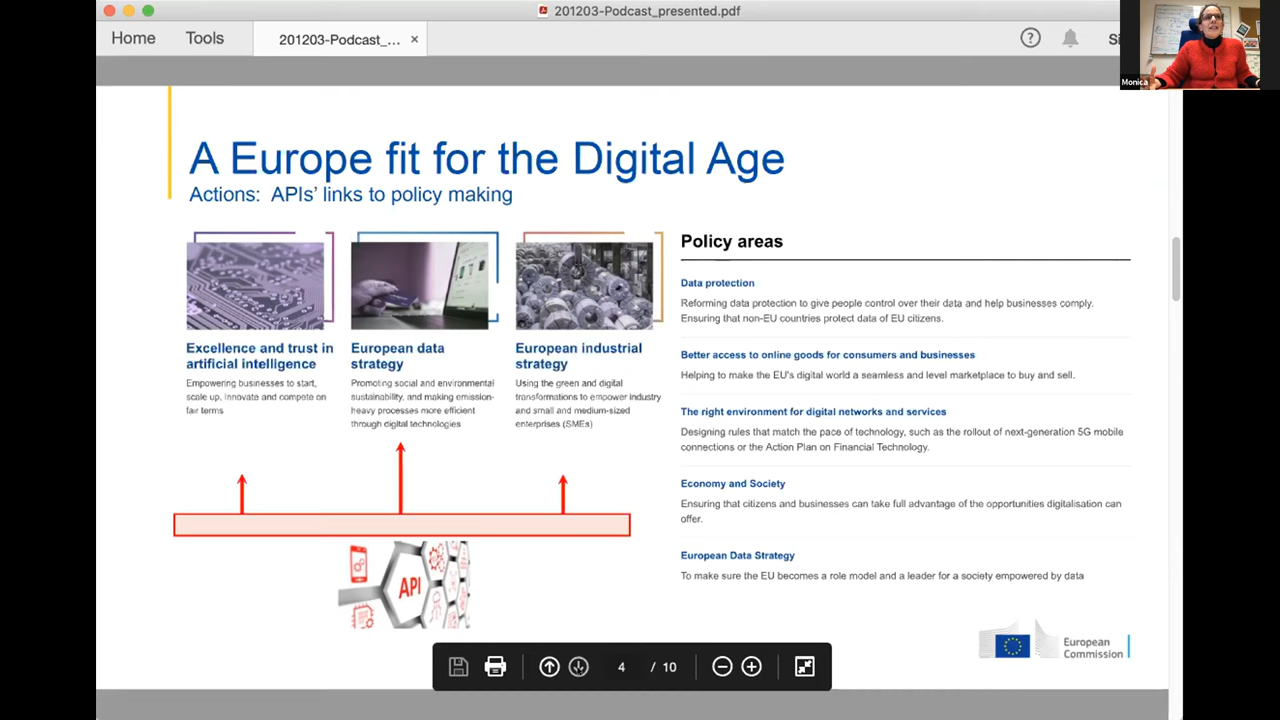 201203-Podcast_presented.pdf
Home
Tools
201203-Podcast_... ×
?
Si
Monica
A Europe fit for the Digital Age
Actions: APIs' links to policy making
Excellence and trust in
artificial intelligence
Empowering businesses to start,
scale up, innovate and compete on
fair terms
European data
strategy
Promoting social and environmental
sustainability, and making emission-
heavy processes more efficient
through digital technologies
European industrial
strategy
Using the green and digital
transformations to empower industry
and small and medium-sized
enterprises (SMEs)
API
Policy areas
Data protection
Reforming data protection to give people control over their data and help businesses comply.
Ensuring that non-EU countries protect data of EU citizens.
Better access to online goods for consumers and businesses
Helping to make the EU's digital world a seamless and level marketplace to buy and sell.
The right environment for digital networks and services
Designing rules that match the pace of technology, such as the rollout of next-generation 5G mobile
connections or the Action Plan on Financial Technology.
Economy and Society
Ensuring that citizens and businesses can take full advantage of the opportunities digitalisation can
offer.
European Data Strategy
To make sure the EU becomes a role model and a leader for a society empowered by data
European
Commission
4 / 10